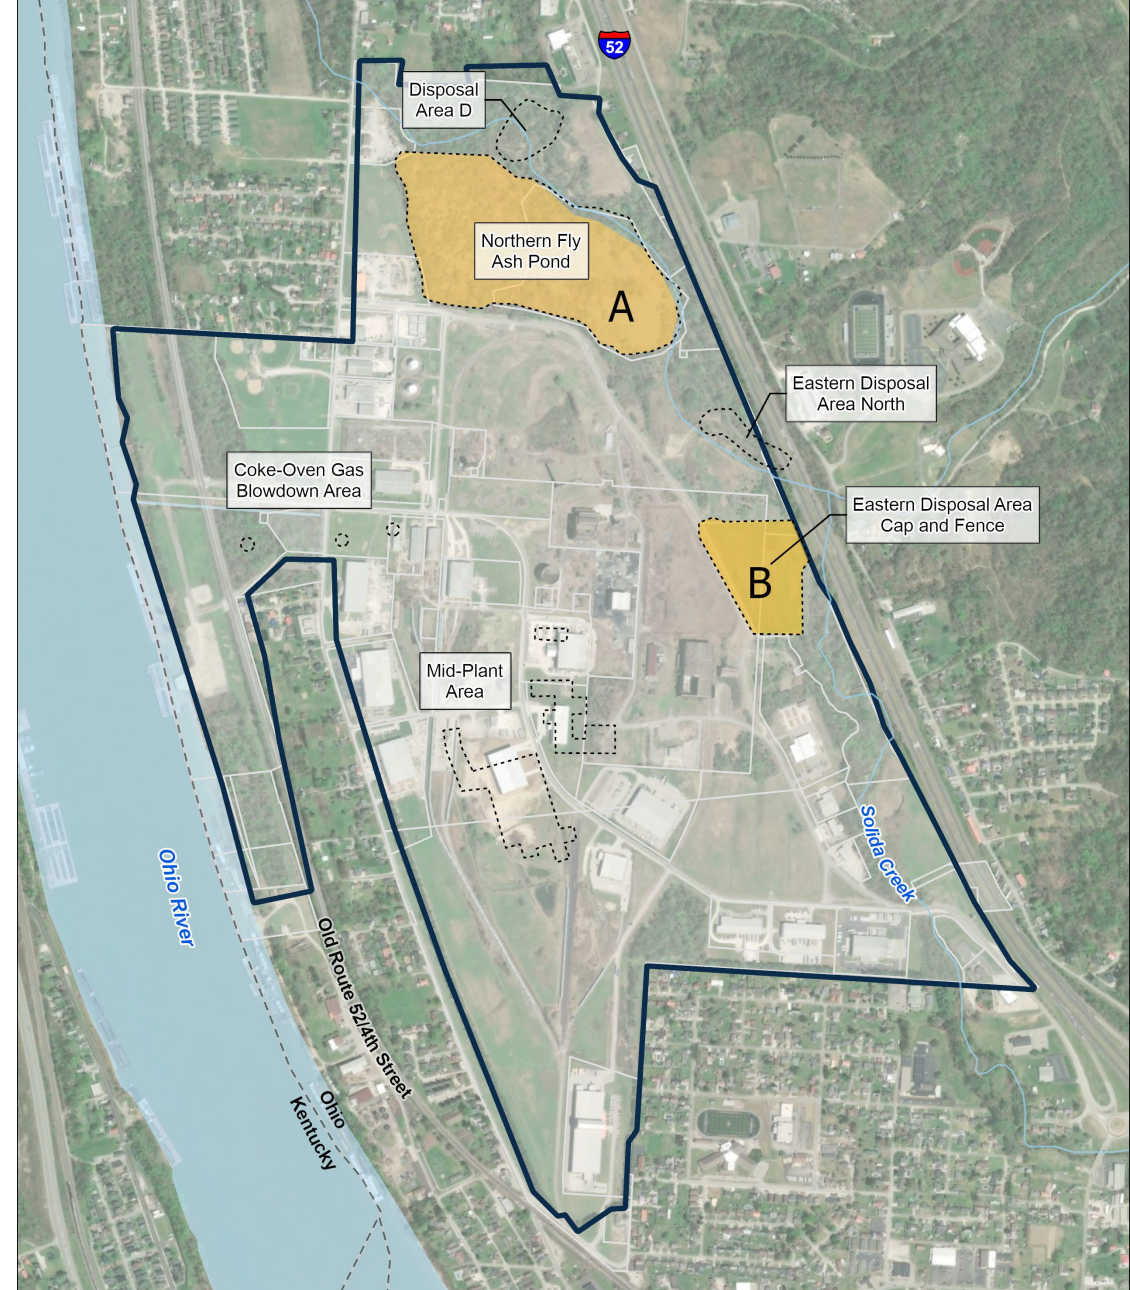 52
Disposal
Area D
Northern Fly
Ash Pond
A
Eastern Disposal
Area North
Coke-Oven Gas
Blowdown Area
Eastern Disposal Area
Cap and Fence
B
Mid-Plant
Area
Solida Creek
Ohio River
Old Route 52/4th Street
Ohio
Kentucky